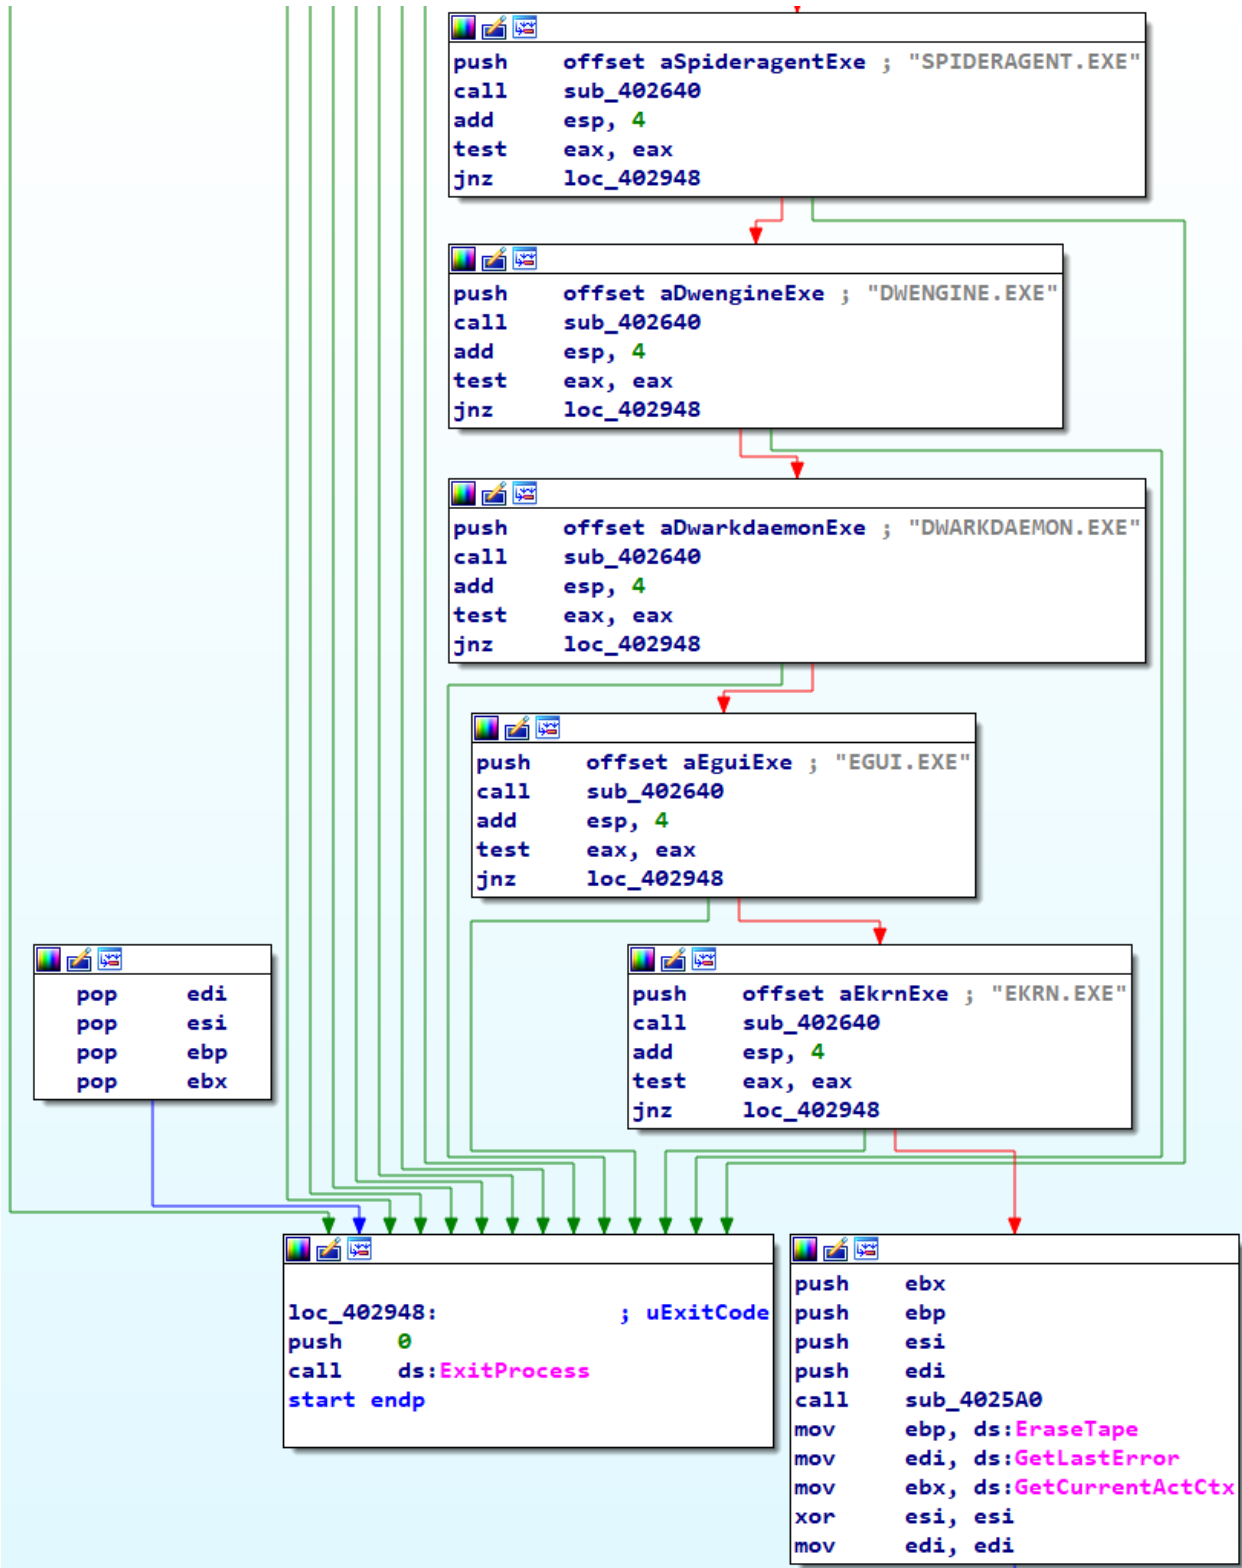 push offset aSpideragentExe ; "SPIDERAGENT.EXE"
call sub_402640
add esp, 4
test eax, eax
jnz loc_402948
push offset aDwengineExe ; "DWENGINE.EXE"
call sub_402640
add esp, 4
test eax, eax
jnz loc_402948
push offset aDwarkdaemonExe ; "DWARKDAEMON.EXE"
call sub_402640
add esp, 4
test eax, eax
jnz loc_402948
push offset aEguiExe ; "EGUI.EXE"
call sub_402640
add esp, 4
test eax, eax
jnz loc_402948
pop edi
pop esi
pop ebp
pop ebx
push offset aEkrnExe ; "EKRN.EXE"
call sub_402640
add esp, 4
test eax, eax
jnz loc_402948
loc_402948: ; uExitCode
push 0
call ds:ExitProcess
start endp
push ebx
push ebp
push esi
push edi
call sub_4025A0
mov ebp, ds:EraseTape
mov edi, ds:GetLastError
mov ebx, ds:GetCurrentActCtx
xor esi, esi
mov edi, edi